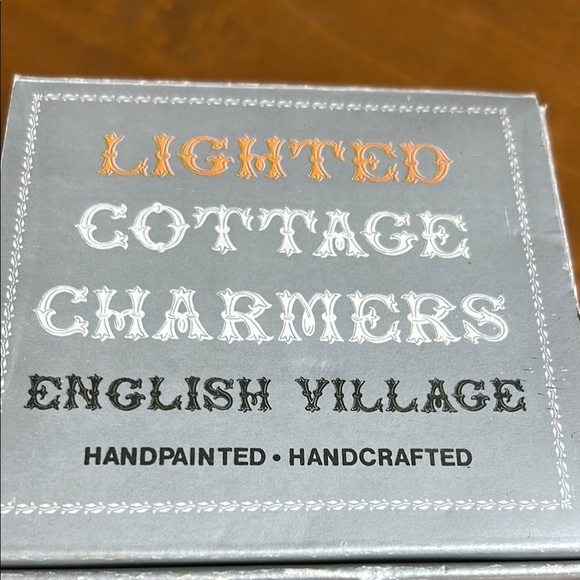 LIGHTED
COTTAGE
CHARMERS
ENGLISH VILLAGE
HANDPAINTED • HANDCRAFTED